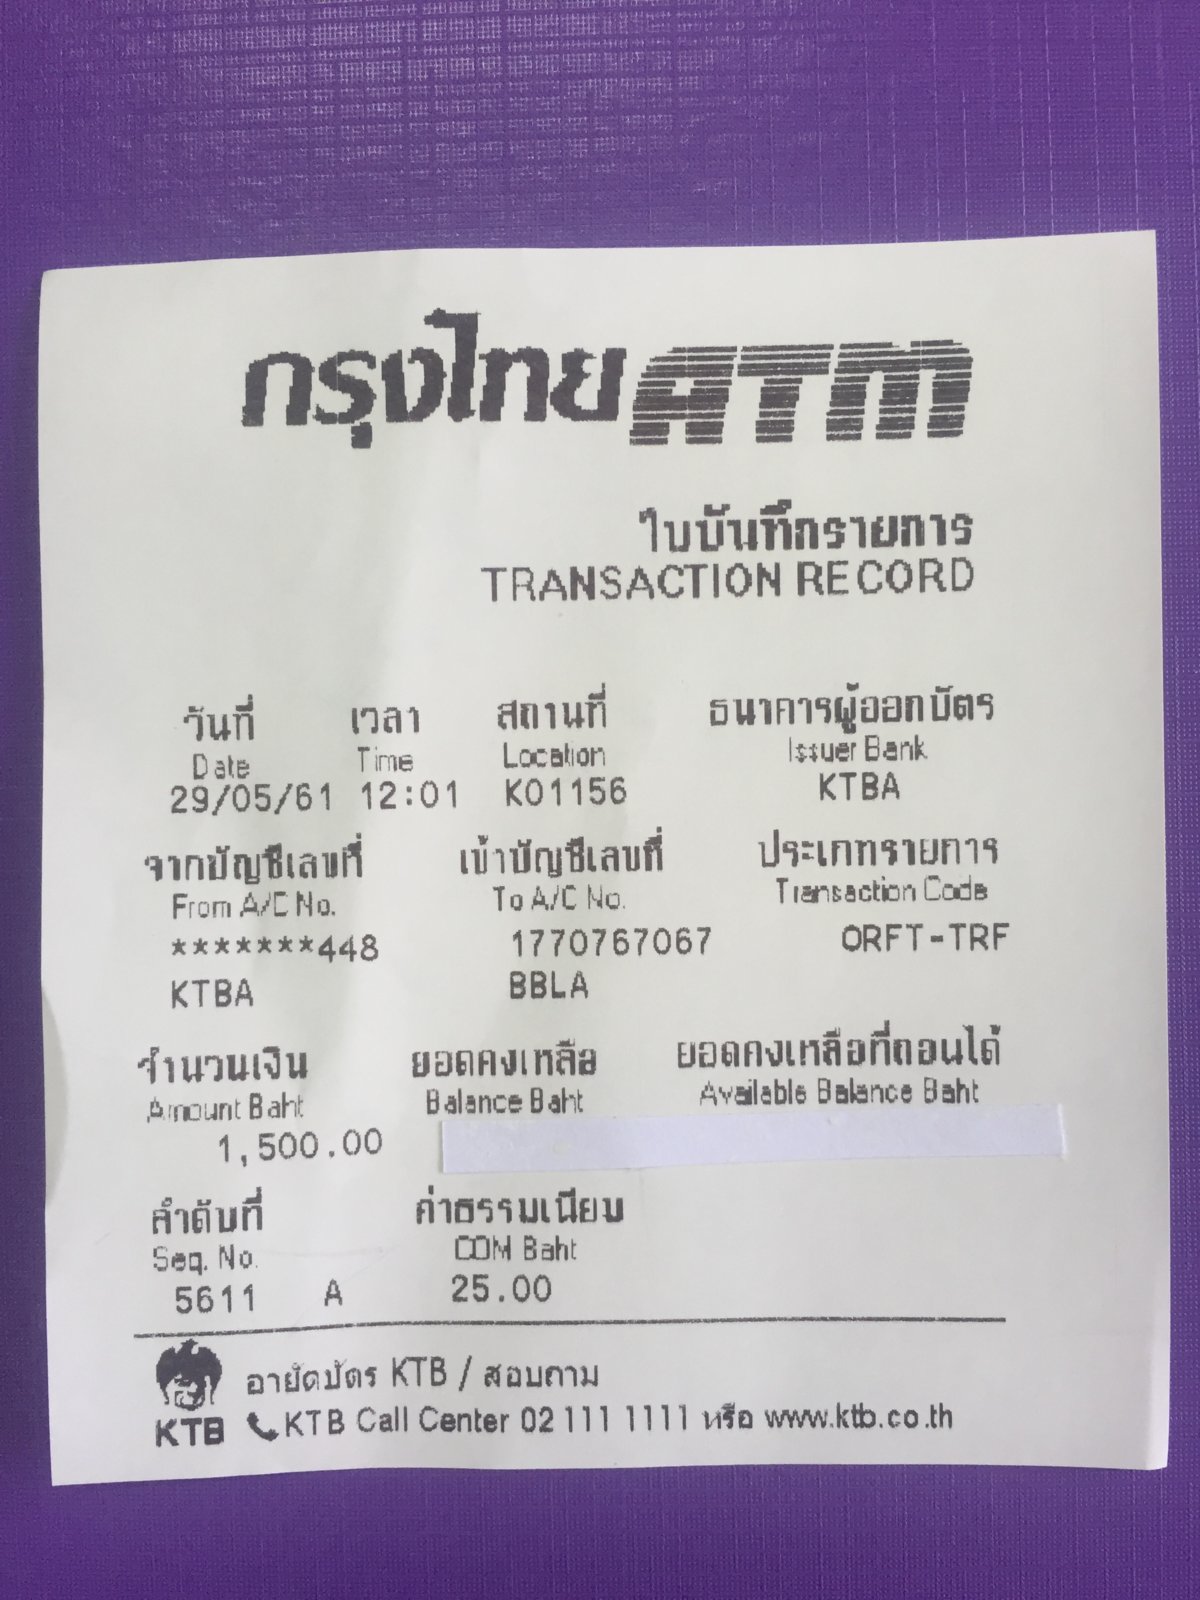 กรุงไทย ATM
ใบบันทึกรายการ
TRANSACTION RECORD
วันที่ เวลา สถานที่ ธนาคารผู้ออกบัตร
Date Time Location Issuer Bank
29/05/61 12:01 K01156 KTBA
จากบัญชีเลขที่ เข้าบัญชีเลขที่ ประเภทรายการ
From A/C No. To A/C No. Transaction Code
*******448 1770767067 ORFT-TRF
KTBA BBLA
จำนวนเงิน ยอดคงเหลือ ยอดคงเหลือที่ถอนได้
Amount Baht Balance Baht Available Balance Baht
1,500.00
ลำดับที่ ค่าธรรมเนียม
Seq. No. COM Baht
5611 A 25.00
อายัดบัตร KTB / สอบถาม
KTB KTB Call Center 02 111 1111 หรือ www.ktb.co.th